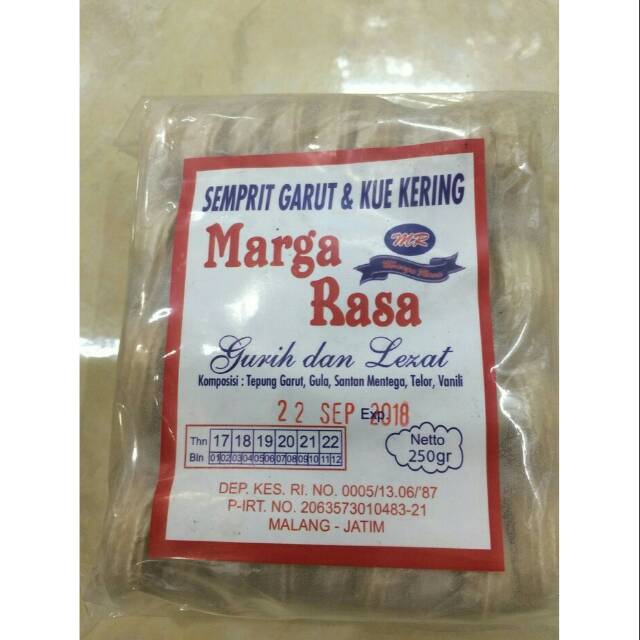 SEMPRIT GARUT & KUE KERING
Marga
MR
Marga Rasa
Rasa
Gurih dan Lezat
Komposisi : Tepung Garut, Gula, Santan Mentega, Telor, Vanili
22 SEP 2018
Exp.
Thn 17 18 19 20 21 22
Bln 01 02 03 04 05 06 07 08 09 10 11 12
Netto
250gr
DEP. KES. RI. NO. 0005/13.06/'87
P-IRT. NO. 2063573010483-21
MALANG - JATIM